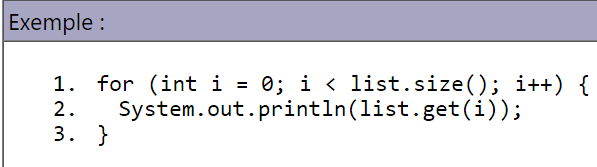 Exemple :
1. for (int i = 0; i < list.size(); i++) {
2.   System.out.println(list.get(i));
3. }